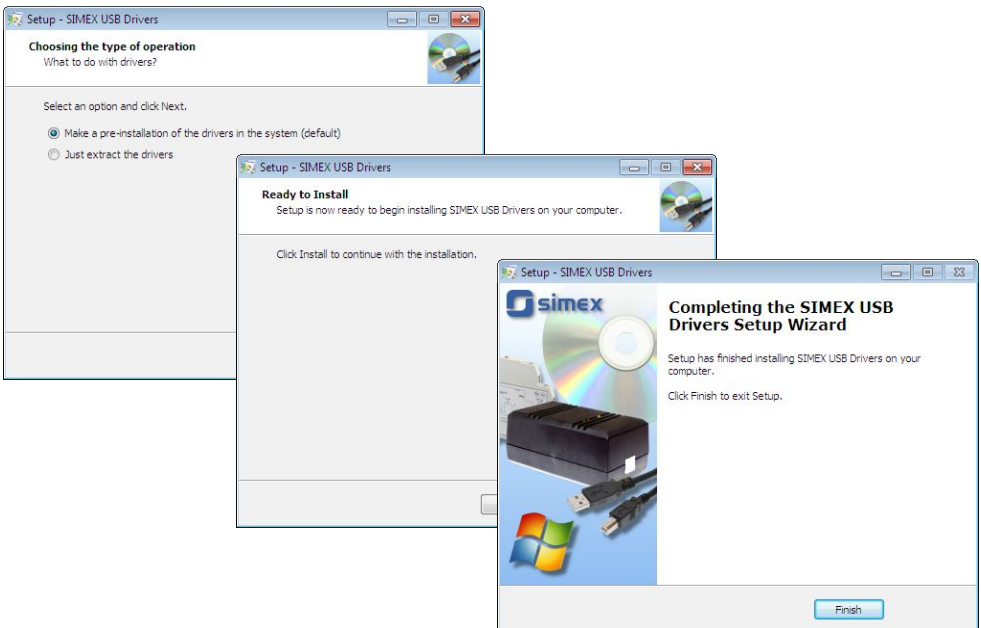 Setup - SIMEX USB Drivers
Choosing the type of operation
What to do with drivers?
Select an option and click Next.
Make a pre-installation of the drivers in the system (default)
Just extract the drivers
Setup - SIMEX USB Drivers
Ready to Install
Setup is now ready to begin installing SIMEX USB Drivers on your computer.
Click Install to continue with the installation.
Setup - SIMEX USB Drivers
simex
Completing the SIMEX USB
Drivers Setup Wizard
Setup has finished installing SIMEX USB Drivers on your
computer.
Click Finish to exit Setup.
Finish